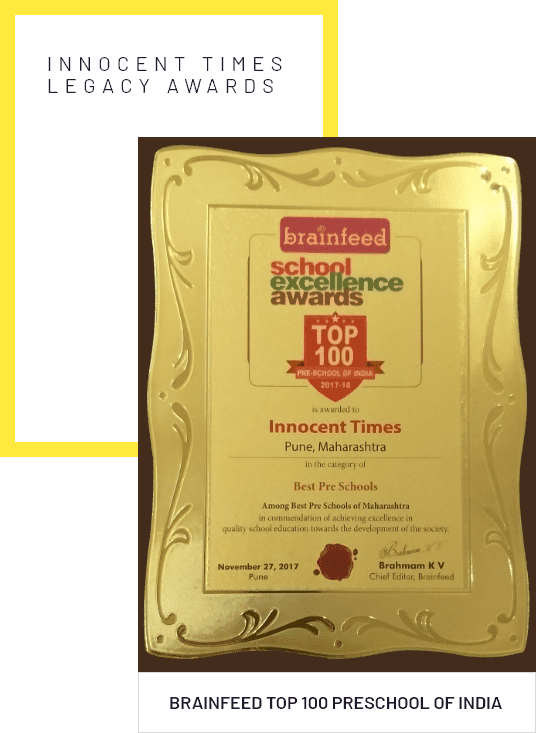 INNOCENT TIMES
LEGACY AWARDS
brainfeed
school
excellence
awards
TOP
100
PRE-SCHOOL OF INDIA
2017-18
is awarded to
Innocent Times
Pune, Maharashtra
in the category of
Best Pre Schools
Among Best Pre Schools of Maharashtra
in commendation of achieving excellence in
quality school education towards the development of the society.
Brahmam K V
November 27, 2017
Pune
Brahmam K V
Chief Editor, Brainfeed
BRAINFEED TOP 100 PRESCHOOL OF INDIA